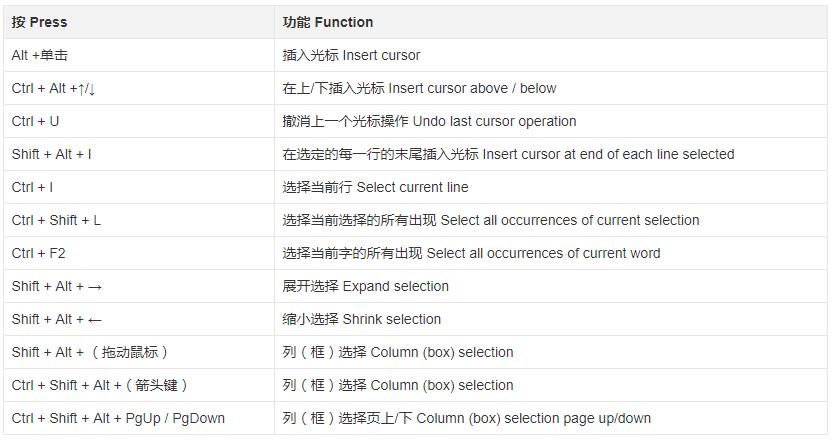 按 Press 功能 Function
Alt +单击 插入光标 Insert cursor
Ctrl + Alt +↑/↓ 在上/下插入光标 Insert cursor above / below
Ctrl + U 撤消上一个光标操作 Undo last cursor operation
Shift + Alt + I 在选定的每一行的末尾插入光标 Insert cursor at end of each line selected
Ctrl + I 选择当前行 Select current line
Ctrl + Shift + L 选择当前选择的所有出现 Select all occurrences of current selection
Ctrl + F2 选择当前字的所有出现 Select all occurrences of current word
Shift + Alt + → 展开选择 Expand selection
Shift + Alt + ← 缩小选择 Shrink selection
Shift + Alt + （拖动鼠标） 列（框）选择 Column (box) selection
Ctrl + Shift + Alt +（箭头键） 列（框）选择 Column (box) selection
Ctrl + Shift + Alt + PgUp / PgDown 列（框）选择页上/下 Column (box) selection page up/down